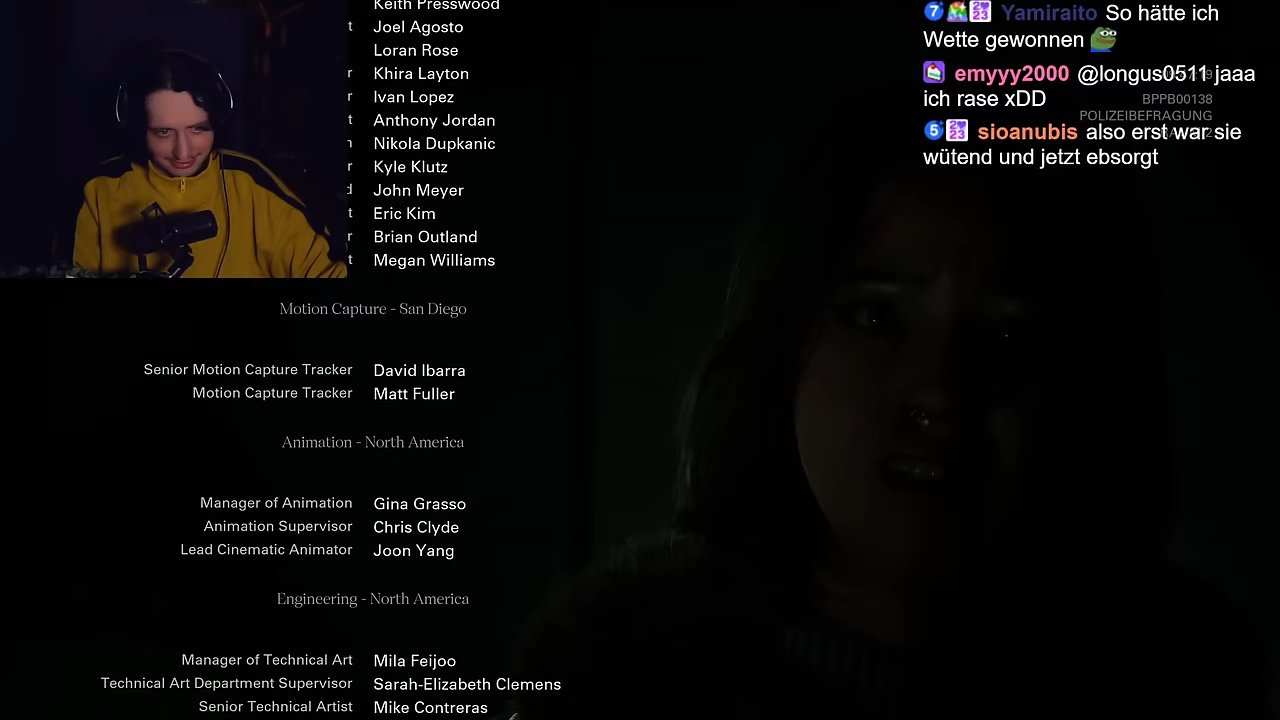 Keith Presswood
t Joel Agosto
Loran Rose
r Khira Layton
r Ivan Lopez
t Anthony Jordan
n Nikola Dupkanic
r Kyle Klutz
d John Meyer
t Eric Kim
r Brian Outland
t Megan Williams
Motion Capture - San Diego
Senior Motion Capture Tracker David Ibarra
Motion Capture Tracker Matt Fuller
Animation - North America
Manager of Animation Gina Grasso
Animation Supervisor Chris Clyde
Lead Cinematic Animator Joon Yang
Engineering - North America
Manager of Technical Art Mila Feijoo
Technical Art Department Supervisor Sarah-Elizabeth Clemens
Senior Technical Artist Mike Contreras
7 2023 Yamiraito So hätte ich
Wette gewonnen
emyyy2000 @longus0511 jaaa
ich rase xDD
BPPB00138
POLIZEIBEFRAGUNG
5 2023 sioanubis also erst war sie
wütend und jetzt ebsorgt